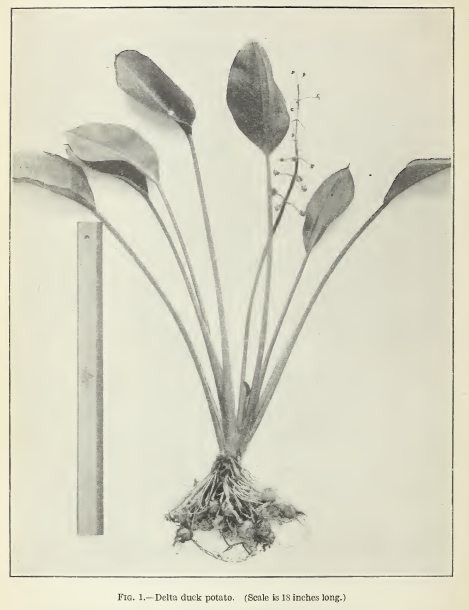 FIG. 1.—Delta duck potato. (Scale is 18 inches long.)